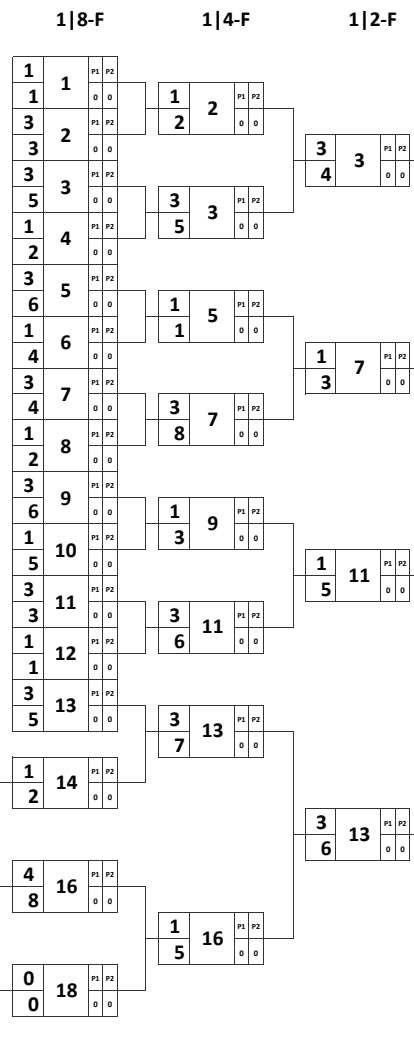 1|8-F 1|4-F 1|2-F
1 1 P1 P2
1 0 0
3 2 P1 P2
3 0 0
3 3 P1 P2
5 0 0
1 4 P1 P2
2 0 0
3 5 P1 P2
6 0 0
1 6 P1 P2
4 0 0
3 7 P1 P2
4 0 0
1 8 P1 P2
2 0 0
3 9 P1 P2
6 0 0
1 10 P1 P2
5 0 0
3 11 P1 P2
3 0 0
1 12 P1 P2
1 0 0
3 13 P1 P2
5 0 0
1 14 P1 P2
2 0 0
4 16 P1 P2
8 0 0
0 18 P1 P2
0 0 0
1 2 P1 P2
2 0 0
3 3 P1 P2
5 0 0
1 5 P1 P2
1 0 0
3 7 P1 P2
8 0 0
1 9 P1 P2
3 0 0
3 11 P1 P2
6 0 0
3 13 P1 P2
7 0 0
1 16 P1 P2
5 0 0
3 3 P1 P2
4 0 0
1 7 P1 P2
3 0 0
1 11 P1 P2
5 0 0
3 13 P1 P2
6 0 0